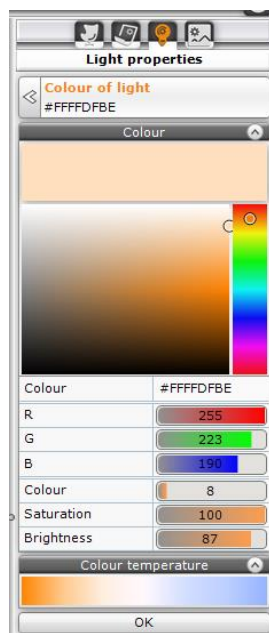 Light properties
Colour of light
#FFFFDFBE
Colour
Colour #FFFFDFBE
R 255
G 223
B 190
Colour 8
Saturation 100
Brightness 87
Colour temperature
OK